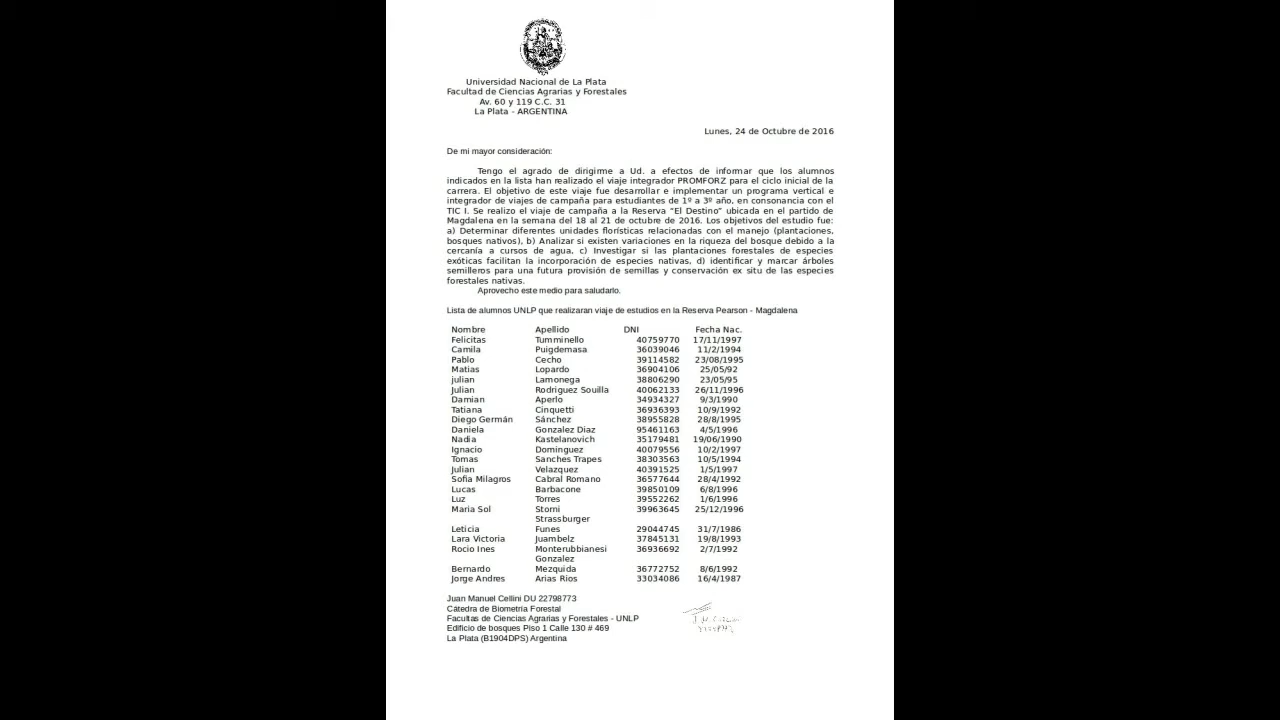 Universidad Nacional de La Plata
Facultad de Ciencias Agrarias y Forestales
Av. 60 y 119 C.C. 31
La Plata - ARGENTINA
Lunes, 24 de Octubre de 2016
De mi mayor consideración:
Tengo el agrado de dirigirme a Ud. a efectos de informar que los alumnos
indicados en la lista han realizado el viaje integrador PROMFORZ para el ciclo inicial de la
carrera. El objetivo de este viaje fue desarrollar e implementar un programa vertical e
integrador de viajes de campaña para estudiantes de 1º a 3º año, en consonancia con el
TIC I. Se realizo el viaje de campaña a la Reserva "El Destino" ubicada en el partido de
Magdalena en la semana del 18 al 21 de octubre de 2016. Los objetivos del estudio fue:
a) Determinar diferentes unidades florísticas relacionadas con el manejo (plantaciones,
bosques nativos), b) Analizar si existen variaciones en la riqueza del bosque debido a la
cercanía a cursos de agua, c) Investigar si las plantaciones forestales de especies
exóticas facilitan la incorporación de especies nativas, d) identificar y marcar árboles
semilleros para una futura provisión de semillas y conservación ex situ de las especies
forestales nativas.
Aprovecho este medio para saludarlo.
Lista de alumnos UNLP que realizaran viaje de estudios en la Reserva Pearson - Magdalena
Nombre Apellido DNI Fecha Nac.
Felicitas Tumminello 40759770 17/11/1997
Camila Puigdemasa 36039046 11/2/1994
Pablo Cecho 39114582 23/08/1995
Matias Lopardo 36904106 25/05/92
julian Lamonega 38806290 23/05/95
Julian Rodriguez Souilla 40062133 26/11/1996
Damian Aperlo 34934327 9/3/1990
Tatiana Cinquetti 36936393 10/9/1992
Diego Germán Sánchez 38955828 28/8/1995
Daniela Gonzalez Diaz 95461163 4/5/1996
Nadia Kastelanovich 35179481 19/06/1990
Ignacio Dominguez 40079556 10/2/1997
Tomas Sanches Trapes 38303563 10/5/1994
Julian Velazquez 40391525 1/5/1997
Sofia Milagros Cabral Romano 36577644 28/4/1992
Lucas Barbacone 39850109 6/8/1996
Luz Torres 39552262 1/6/1996
Maria Sol Storni 39963645 25/12/1996
Strassburger
Leticia Funes 29044745 31/7/1986
Lara Victoria Juambelz 37845131 19/8/1993
Rocio Ines Monterubbianesi 36936692 2/7/1992
Gonzalez
Bernardo Mezquida 36772752 8/6/1992
Jorge Andres Arias Rios 33034086 16/4/1987
Juan Manuel Cellini DU 22798773
Cátedra de Biometría Forestal
Facultas de Ciencias Agrarias y Forestales - UNLP
Edificio de bosques Piso 1 Calle 130 # 469
La Plata (B1904DPS) Argentina